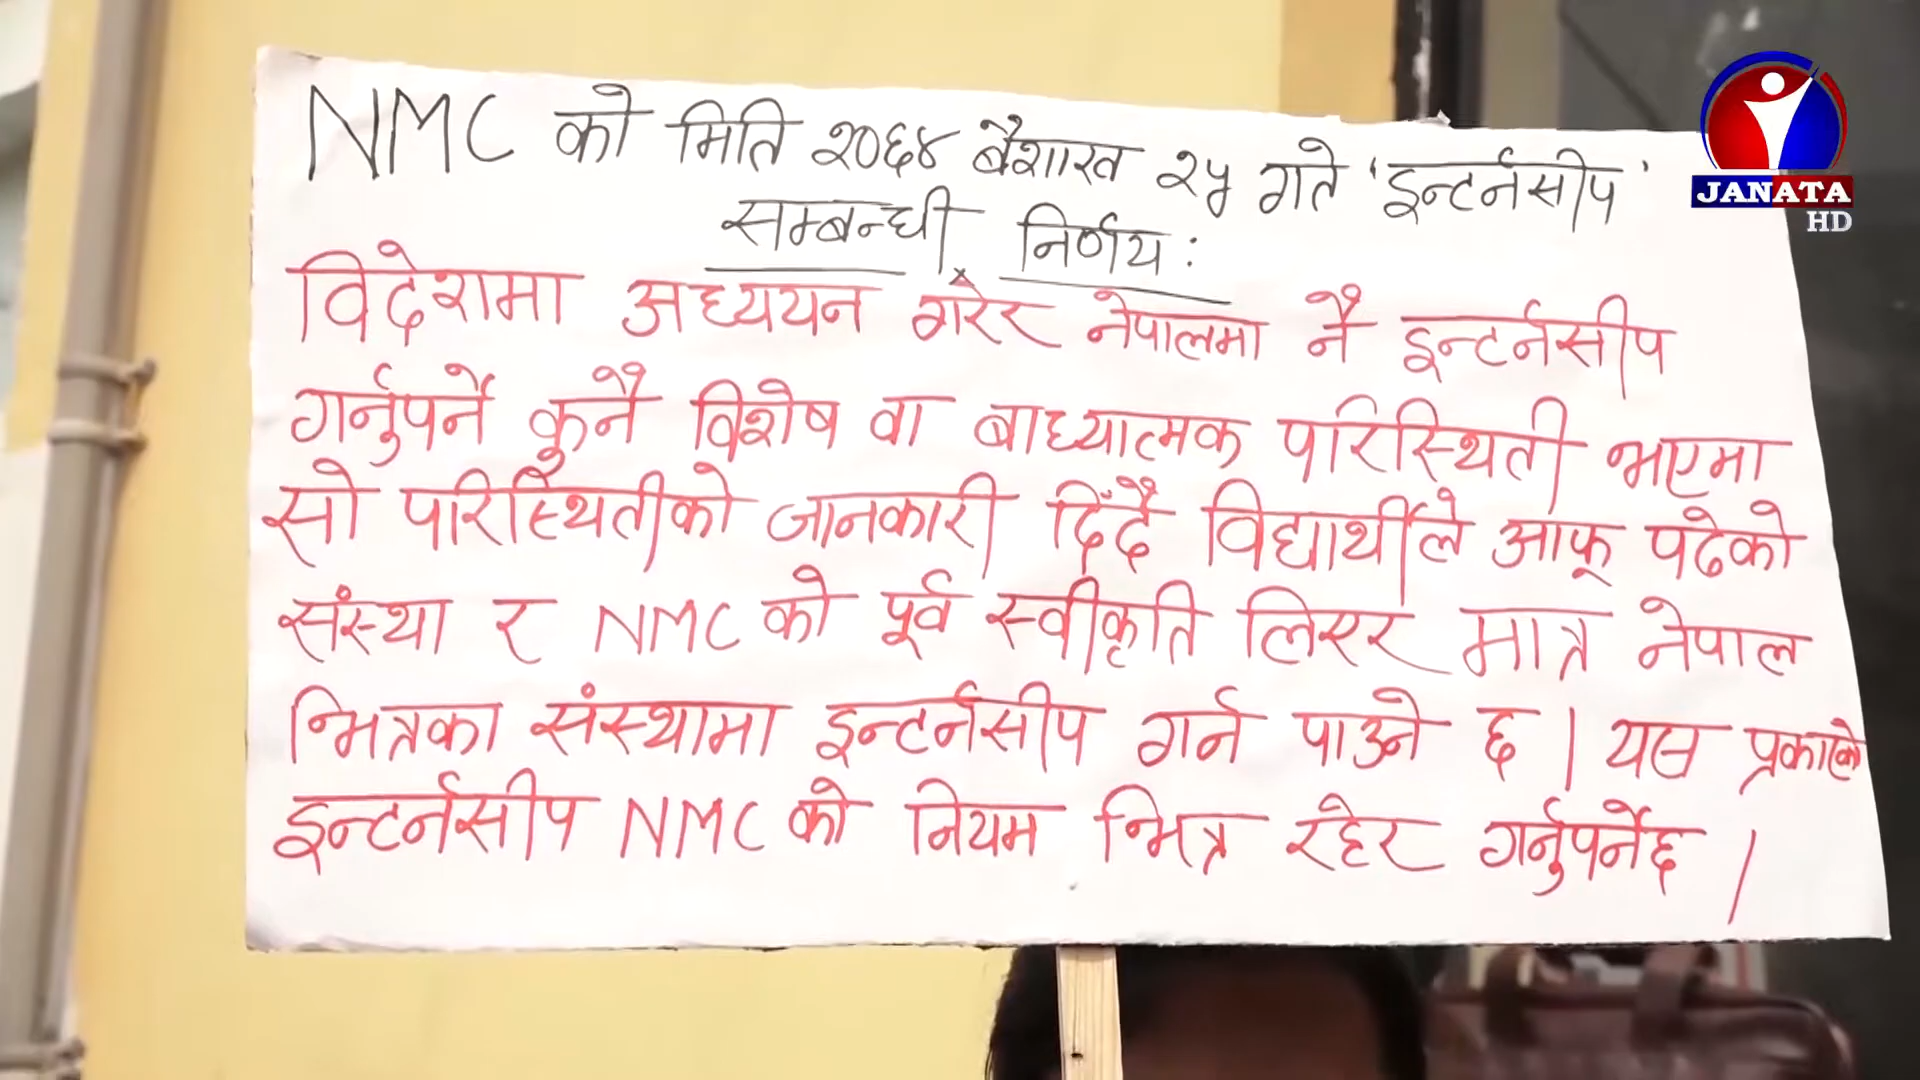 NMC को मिति २०६४ बैशाख २५ गते 'इन्टर्नसीप'
सम्बन्धी निर्णय :
विदेशमा अध्ययन गरेर नेपालमा नै इन्टर्नसीप
गर्नुपर्ने कुनै विशेष वा बाध्यात्मक परिस्थिती भएमा
सो परिस्थितीको जानकारी दिँदै विद्यार्थीले आफू पढेको
संस्था र NMC को पूर्व स्वीकृति लिएर मात्र नेपाल
भित्रका संस्थामा इन्टर्नसीप गर्न पाउने छ । यस प्रकारको
इन्टर्नसीप NMC को नियम भित्र रहेर गर्नुपर्नेछ ।
JANATA
HD